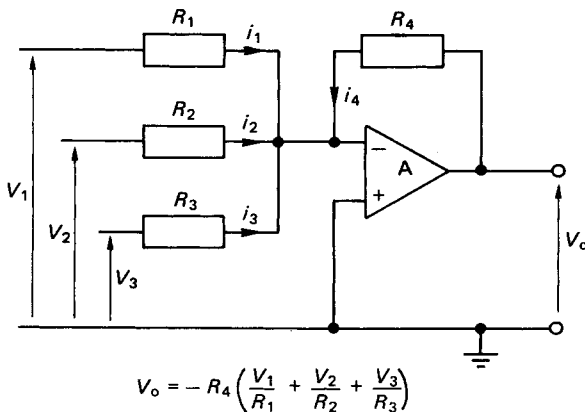 R₁
i₁
R₄
i₄
R₂
i₂
−
A
+
R₃
i₃
V₁
V₂
V₃
Vₒ
Vₒ = − R₄ ( V₁/R₁ + V₂/R₂ + V₃/R₃ )